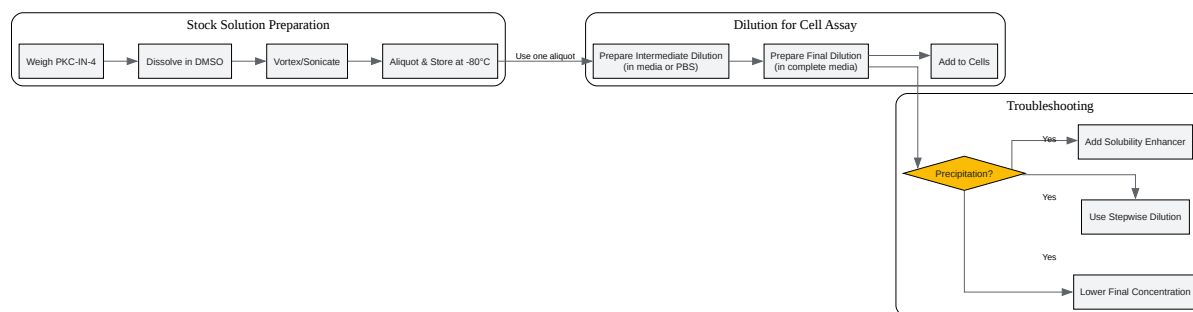 Stock Solution Preparation
Weigh PKC-IN-4
Dissolve in DMSO
Vortex/Sonicate
Aliquot & Store at -80°C
Use one aliquot
Dilution for Cell Assay
Prepare Intermediate Dilution
(in media or PBS)
Prepare Final Dilution
(in complete media)
Add to Cells
Troubleshooting
Precipitation?
Yes
Add Solubility Enhancer
Yes
Use Stepwise Dilution
Yes
Lower Final Concentration